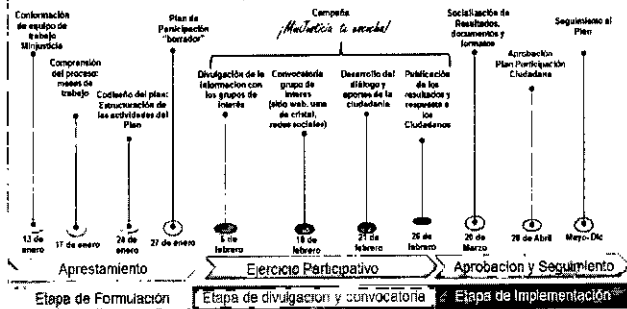 Conformación
de equipo de
trabajo
Minjusticia
Comprensión
del proceso:
meses de
trabajo
Codiseño del plan:
Estructuración de
las actividades del
Plan
Plan de
Participación
"borrador"
Campaña
¡MinJusticia te escucha!
Divulgación de la
información con
los grupos de
interés
Convocatoria
grupo de
interes
(sitio web, urna
de cristal,
redes sociales)
Desarrollo del
diálogo y
aportes de la
ciudadanía
Publicación
de los
resultados y
respuesta a
los
Ciudadanos
Socialización de
Resultados,
documentos y
formatos
Aprobación
Plan Participación
Ciudadana
Seguimiento al
Plan
13 de
enero
17 de enero
24 de
enero
27 de enero
6 de
febrero
febrero
21 de
febrero
26 de
febrero
20 de
Marzo
28 de Abril
Mayo-Dic
Aprestamiento
Ejercicio Participativo
Aprobacion y Seguimiento
Etapa de Formulación
Etapa de divulgacion y convocatoria
Etapa de Implementación